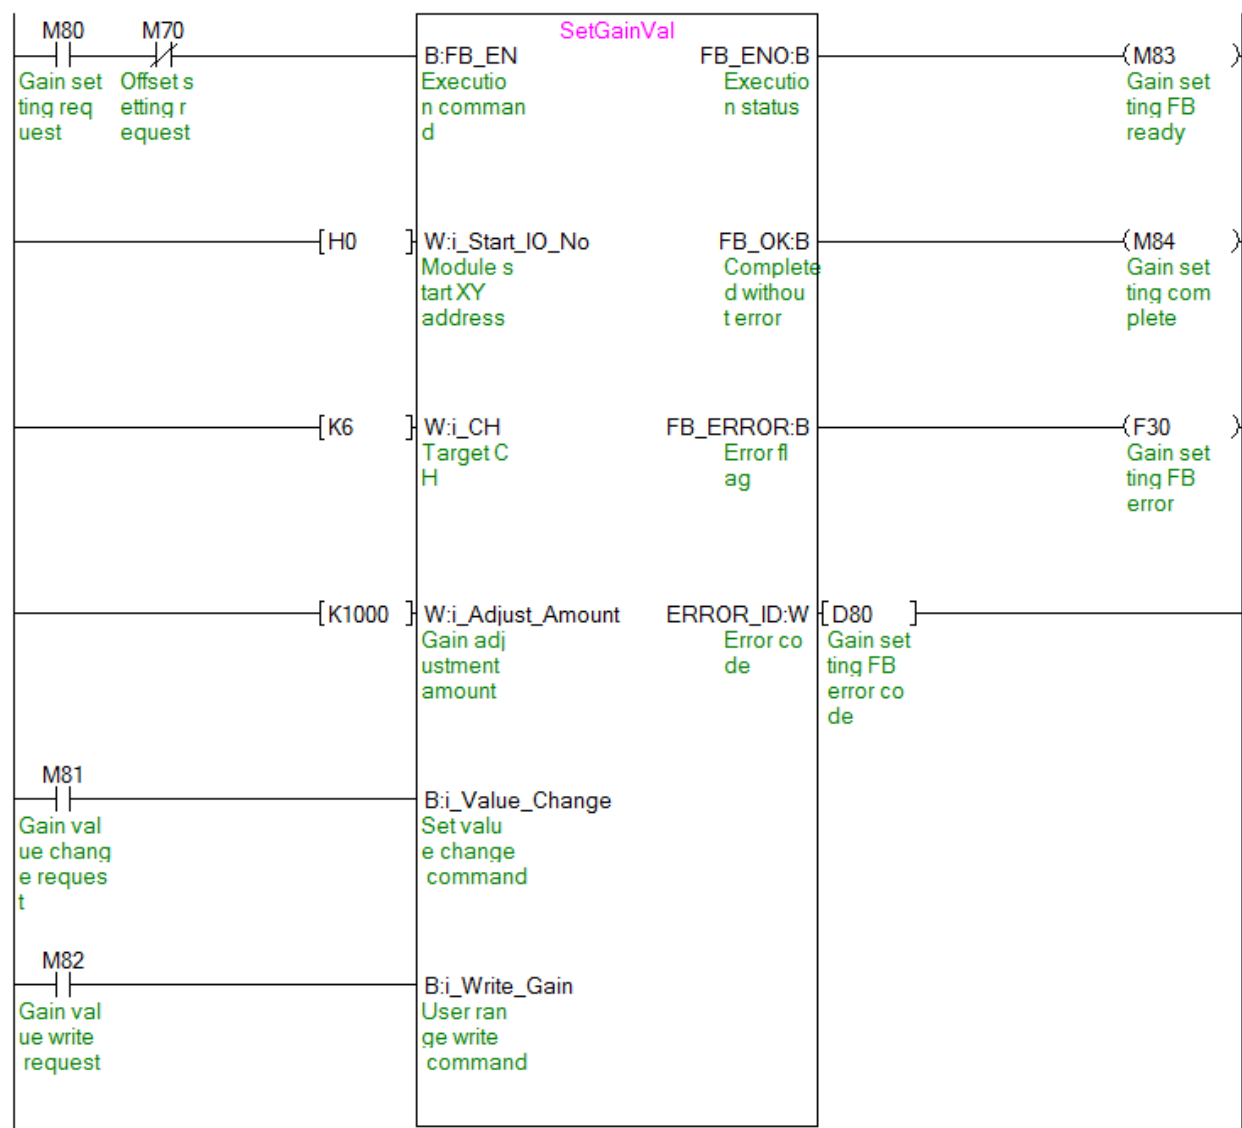 M80 M70 SetGainVal
B:FB_EN FB_ENO:B (M83 )
Gain set Offset s Executio Executio Gain set
ting req etting r n comman n status ting FB
uest equest d ready
[H0 ] W:i_Start_IO_No FB_OK:B (M84 )
Module s Complete Gain set
tart XY d withou ting com
address t error plete
[K6 ] W:i_CH FB_ERROR:B (F30 )
Target C Error fl Gain set
H ag ting FB
error
[K1000 ] W:i_Adjust_Amount ERROR_ID:W [D80 ]
Gain adj Error co Gain set
ustment de ting FB
amount error co
de
M81
B:i_Value_Change
Gain val Set valu
ue chang e change
e reques command
t
M82
B:i_Write_Gain
Gain val User ran
ue write ge write
request command